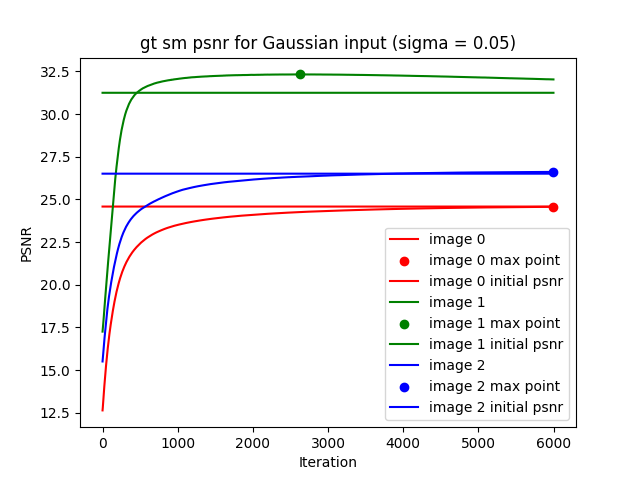 gt sm psnr for Gaussian input (sigma = 0.05)
32.5
30.0
27.5
25.0
22.5
20.0
17.5
15.0
12.5
PSNR
image 0
image 0 max point
image 0 initial psnr
image 1
image 1 max point
image 1 initial psnr
image 2
image 2 max point
image 2 initial psnr
0 1000 2000 3000 4000 5000 6000
Iteration